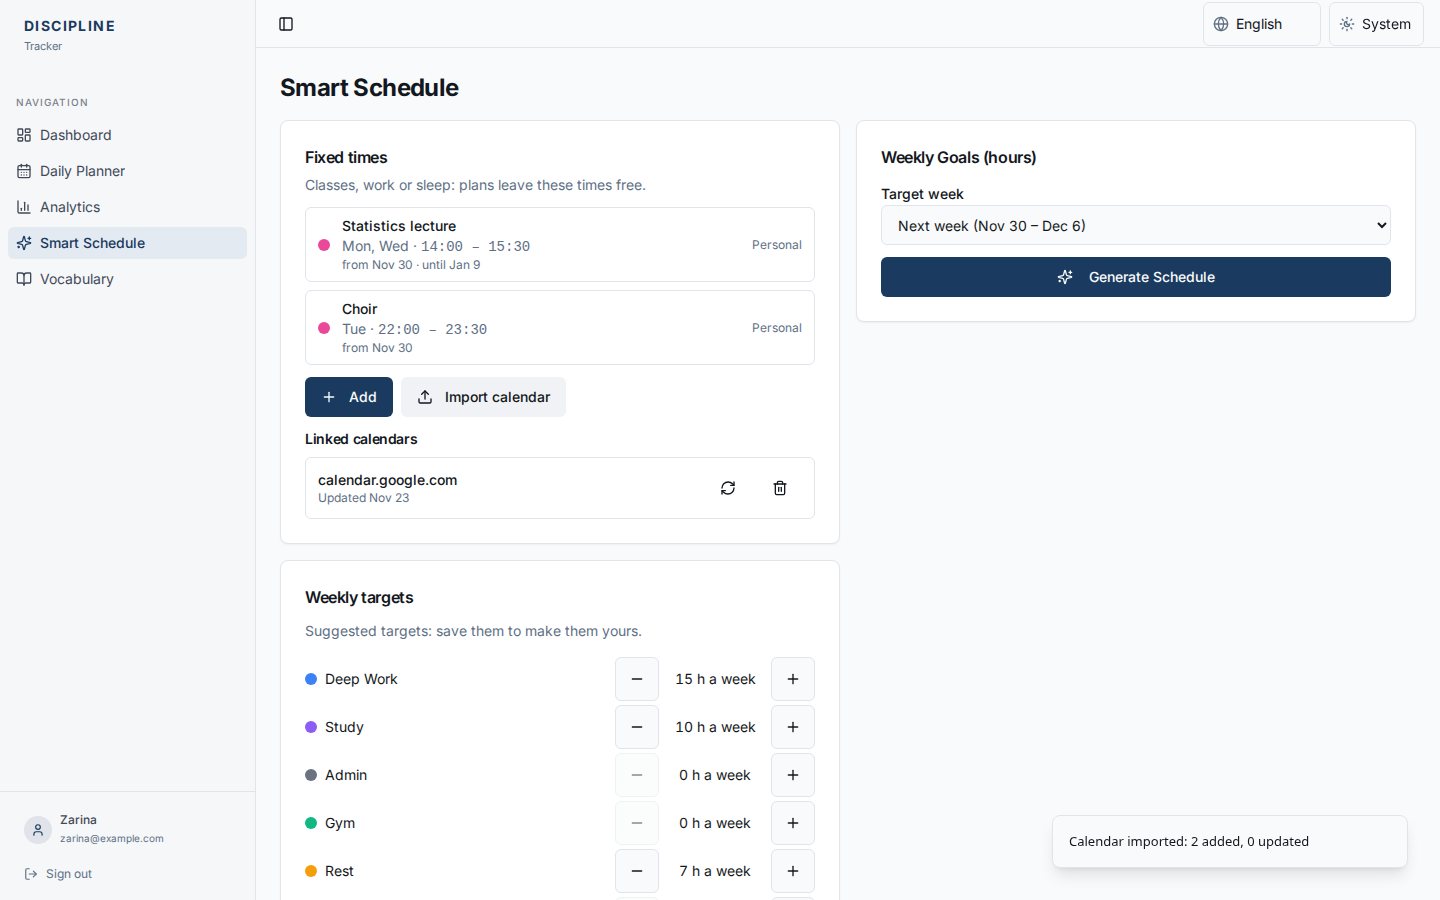 DISCIPLINE
Tracker
NAVIGATION
Dashboard
Daily Planner
Analytics
Smart Schedule
Vocabulary
Zarina
zarina@example.com
Sign out
English
System
Smart Schedule
Fixed times
Classes, work or sleep: plans leave these times free.
Statistics lecture
Mon, Wed · 14:00 – 15:30
from Nov 30 · until Jan 9
Personal
Choir
Tue · 22:00 – 23:30
from Nov 30
Personal
Add
Import calendar
Linked calendars
calendar.google.com
Updated Nov 23
Weekly targets
Suggested targets: save them to make them yours.
Deep Work
15 h a week
Study
10 h a week
Admin
0 h a week
Gym
0 h a week
Rest
7 h a week
Weekly Goals (hours)
Target week
Next week (Nov 30 – Dec 6)
Generate Schedule
Calendar imported: 2 added, 0 updated